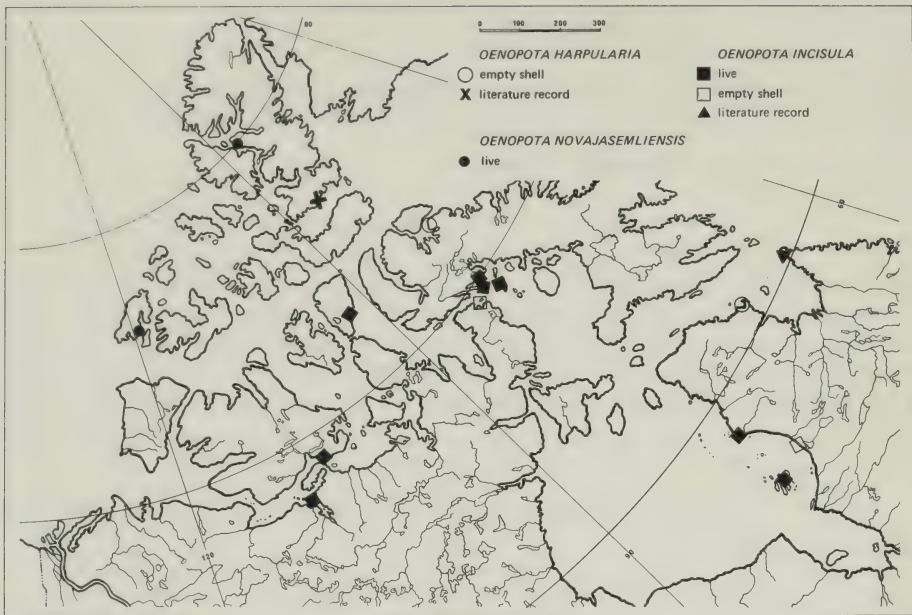 0 100 200 300
OENOPOTA HARPULARIA
empty shell
literature record
OENOPOTA INCISULA
live
empty shell
literature record
OENOPOTA NOVAJASEMLIENSIS
live
80
60
120